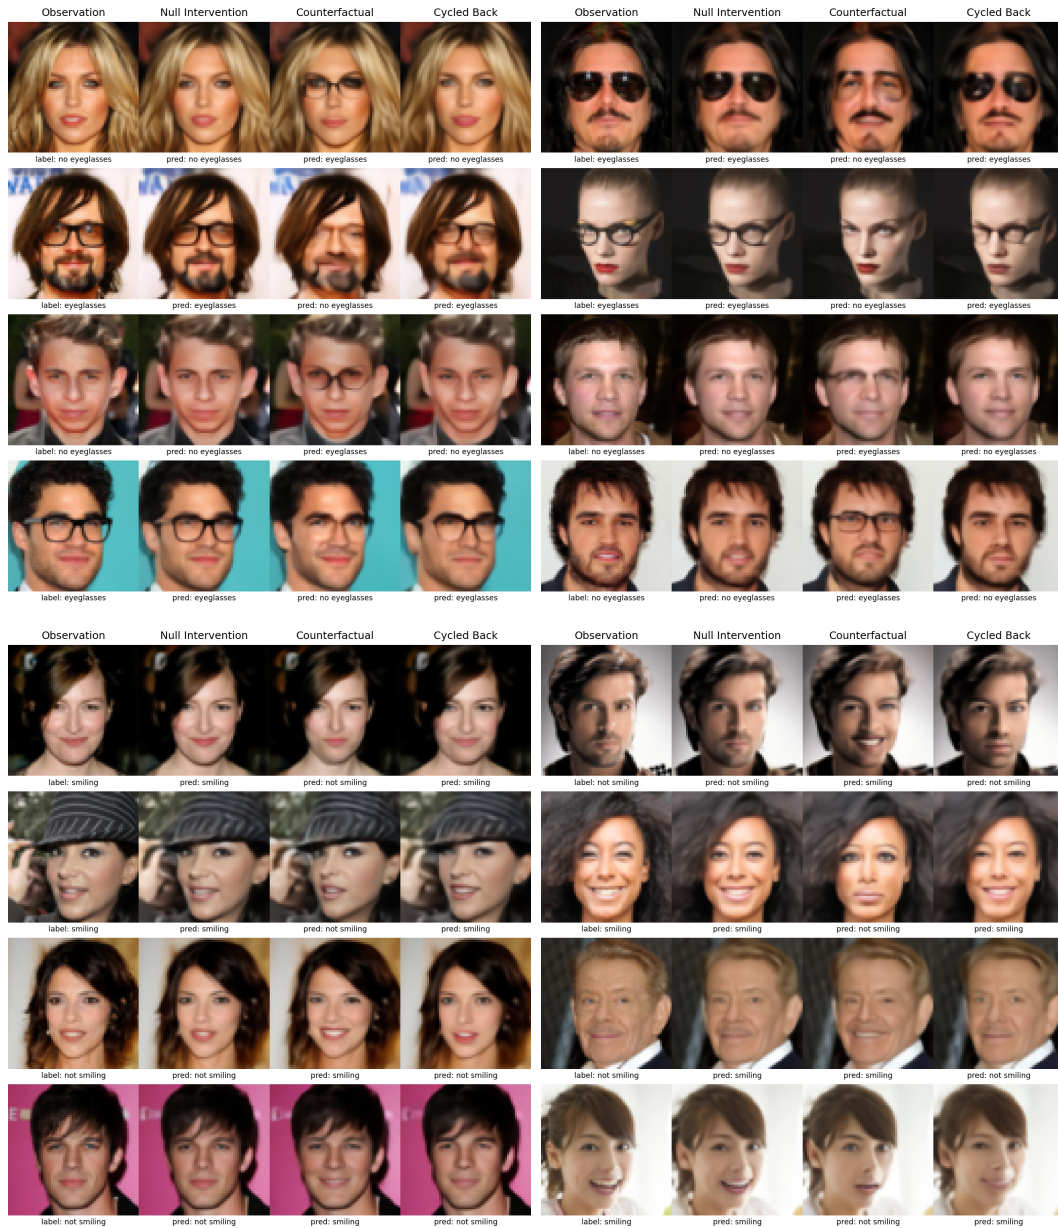 Observation Null Intervention Counterfactual Cycled Back Observation Null Intervention Counterfactual Cycled Back
label: no eyeglasses pred: no eyeglasses pred: eyeglasses pred: no eyeglasses label: eyeglasses pred: eyeglasses pred: eyeglasses pred: eyeglasses
label: eyeglasses pred: eyeglasses pred: no eyeglasses pred: eyeglasses label: eyeglasses pred: eyeglasses pred: no eyeglasses pred: eyeglasses
label: no eyeglasses pred: no eyeglasses pred: eyeglasses pred: no eyeglasses label: no eyeglasses pred: no eyeglasses pred: eyeglasses pred: no eyeglasses
label: eyeglasses pred: eyeglasses pred: no eyeglasses pred: eyeglasses label: no eyeglasses pred: no eyeglasses pred: eyeglasses pred: no eyeglasses
Observation Null Intervention Counterfactual Cycled Back Observation Null Intervention Counterfactual Cycled Back
label: smiling pred: smiling pred: not smiling pred: smiling label: not smiling pred: not smiling pred: smiling pred: not smiling
label: smiling pred: smiling pred: not smiling pred: smiling label: smiling pred: smiling pred: not smiling pred: smiling
label: not smiling pred: not smiling pred: smiling pred: not smiling label: not smiling pred: smiling pred: smiling pred: not smiling
label: not smiling pred: not smiling pred: smiling pred: not smiling label: smiling pred: smiling pred: not smiling pred: smiling